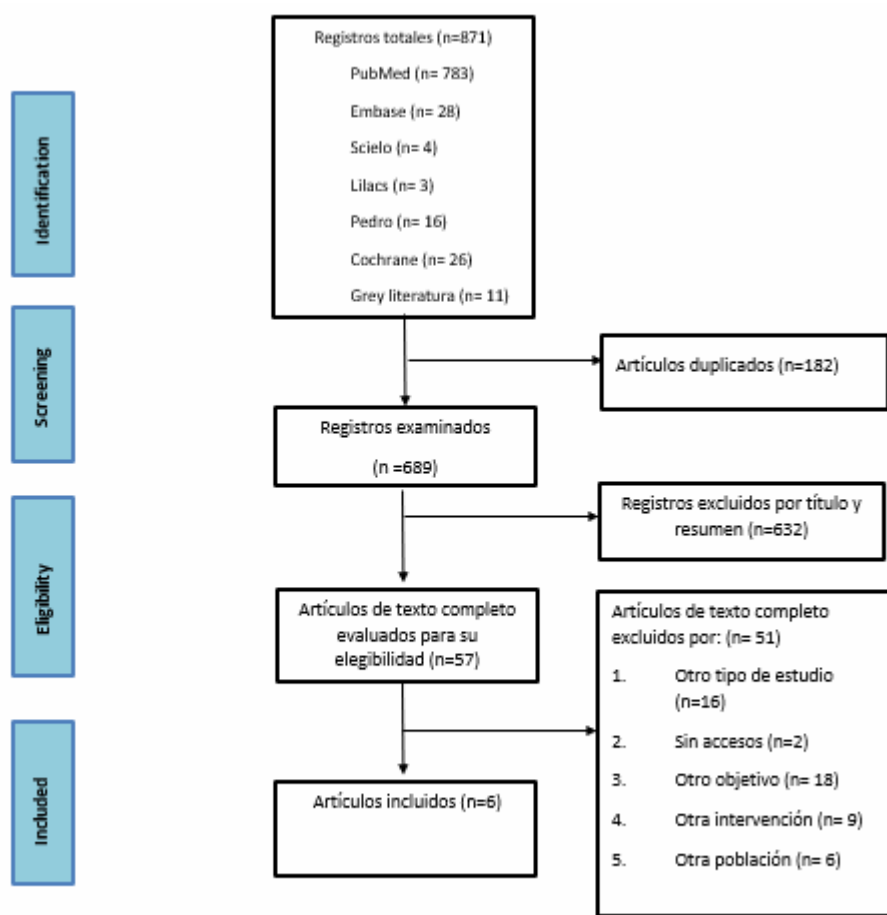 Identification
Registros totales (n=871)
PubMed (n= 783)
Embase (n= 28)
Scielo (n= 4)
Lilacs (n= 3)
Pedro (n= 16)
Cochrane (n= 26)
Grey literatura (n= 11)
Screening
Artículos duplicados (n=182)
Registros examinados
(n =689)
Eligibility
Registros excluidos por título y
resumen (n=632)
Artículos de texto completo
evaluados para su
elegibilidad (n=57)
Artículos de texto completo
excluidos por: (n= 51)
1. Otro tipo de estudio
(n=16)
2. Sin accesos (n=2)
3. Otro objetivo (n= 18)
4. Otra intervención (n= 9)
5. Otra población (n= 6)
Included
Artículos incluidos (n=6)